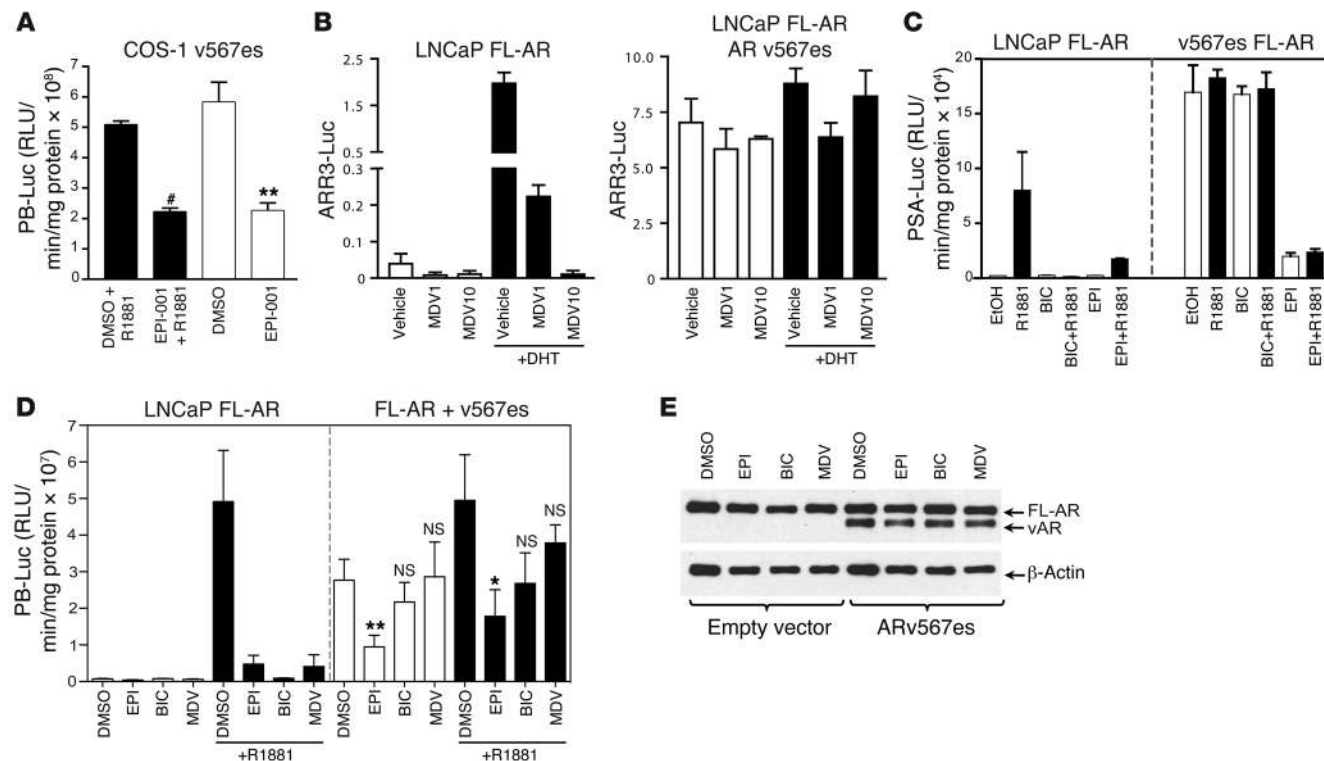 A
COS-1 v567es
PB-Luc (RLU/
min/mg protein × 10⁸)
7
6
5
4
3
2
1
0
#
**
DMSO +
R1881
EPI-001
+ R1881
DMSO
EPI-001
B
LNCaP FL-AR
ARR3-Luc
2.5
1.5
0.5
0.3
0.2
0.1
0
Vehicle
MDV1
MDV10
Vehicle
MDV1
MDV10
+DHT
LNCaP FL-AR
AR v567es
ARR3-Luc
10.0
7.5
5.0
2.5
0
Vehicle
MDV1
MDV10
Vehicle
MDV1
MDV10
+DHT
C
LNCaP FL-AR
v567es FL-AR
PSA-Luc (RLU/
min/mg protein × 10⁴)
20
15
10
5
0
EtOH
R1881
BIC
BIC+R1881
EPI
EPI+R1881
EtOH
R1881
BIC
BIC+R1881
EPI
EPI+R1881
D
LNCaP FL-AR
FL-AR + v567es
PB-Luc (RLU/
min/mg protein × 10⁷)
7
6
5
4
3
2
1
0
**
NS
NS
*
NS
NS
DMSO
EPI
BIC
MDV
DMSO
EPI
BIC
MDV
DMSO
EPI
BIC
MDV
DMSO
EPI
BIC
MDV
+R1881
+R1881
E
DMSO
EPI
BIC
MDV
DMSO
EPI
BIC
MDV
FL-AR
vAR
β-Actin
Empty vector
ARv567es